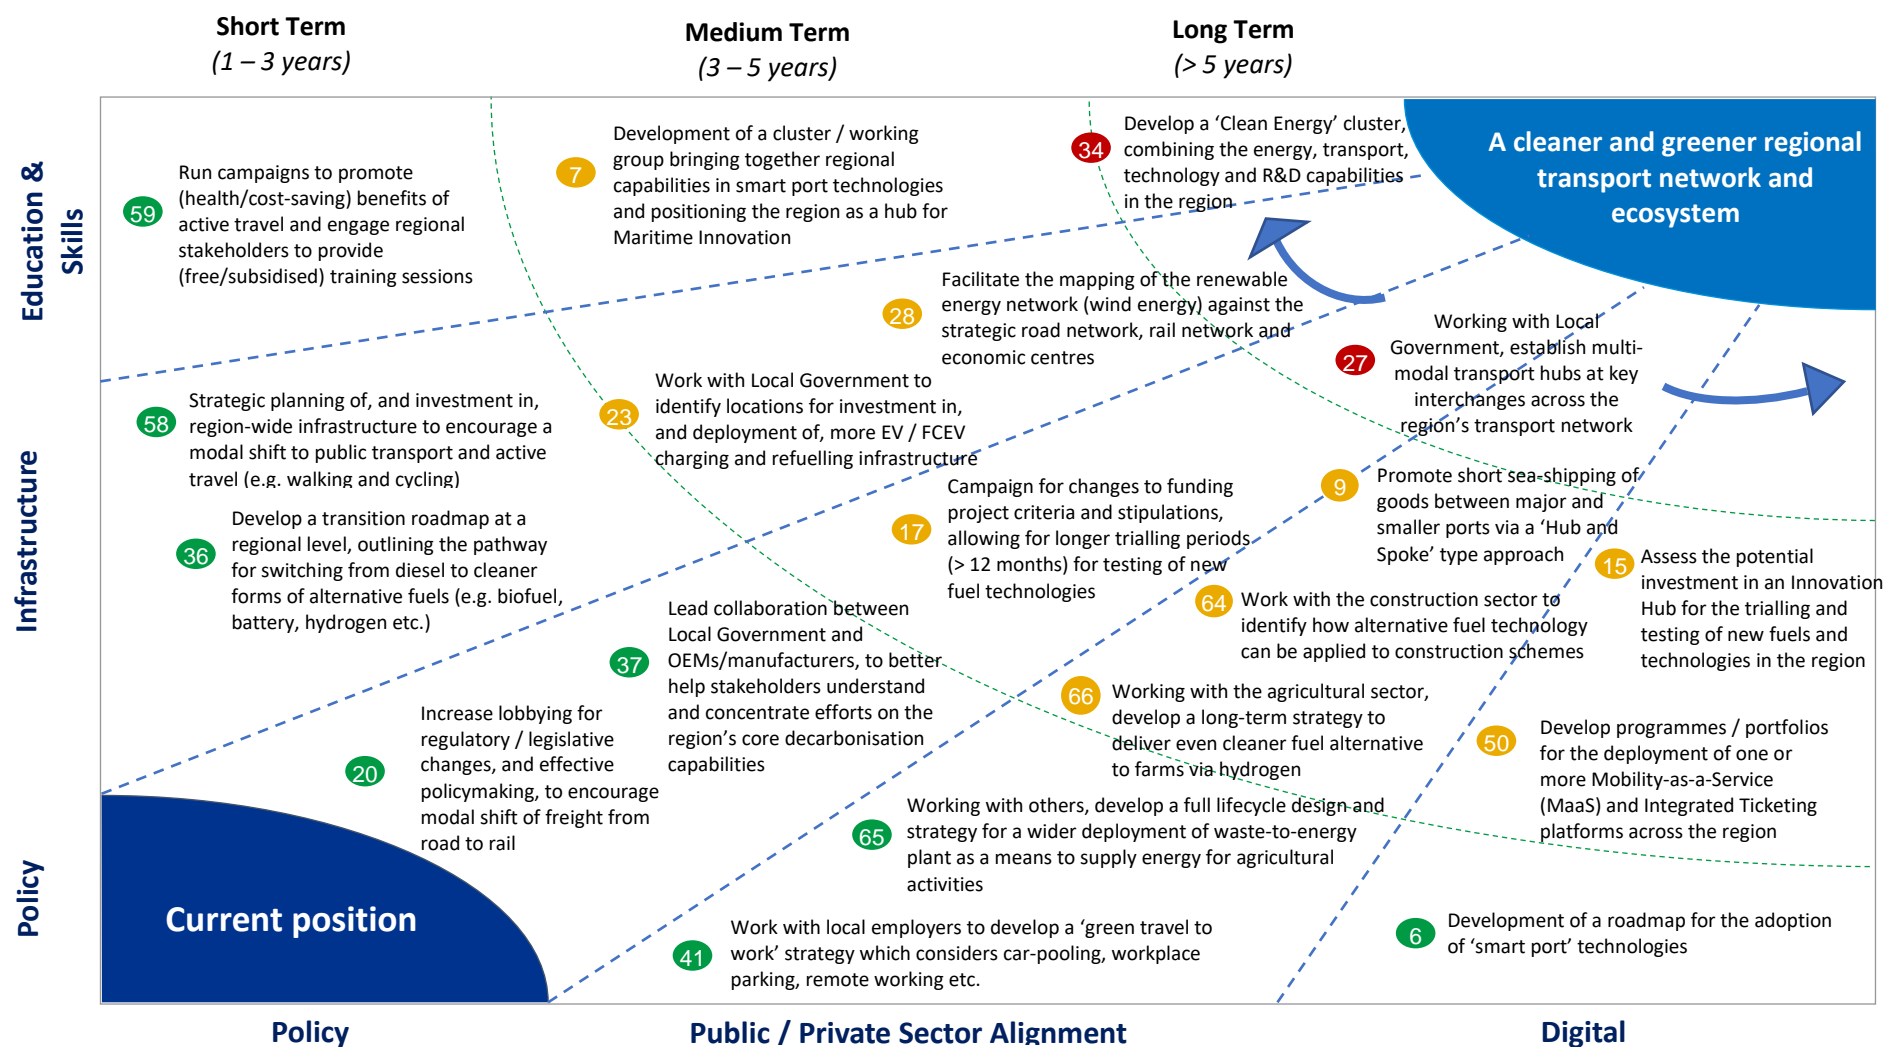 Short Term
(1 – 3 years)
Medium Term
(3 – 5 years)
Long Term
(> 5 years)
Education &
Skills
Infrastructure
Policy
59
Run campaigns to promote
(health/cost-saving) benefits of
active travel and engage regional
stakeholders to provide
(free/subsidised) training sessions
7
Development of a cluster / working
group bringing together regional
capabilities in smart port technologies
and positioning the region as a hub for
Maritime Innovation
34
Develop a ‘Clean Energy’ cluster,
combining the energy, transport,
technology and R&D capabilities
in the region
A cleaner and greener regional
transport network and
ecosystem
28
Facilitate the mapping of the renewable
energy network (wind energy) against the
strategic road network, rail network and
economic centres
27
Working with Local
Government, establish multi-
modal transport hubs at key
interchanges across the
region’s transport network
58
Strategic planning of, and investment in,
region-wide infrastructure to encourage a
modal shift to public transport and active
travel (e.g. walking and cycling)
23
Work with Local Government to
identify locations for investment in,
and deployment of, more EV / FCEV
charging and refuelling infrastructure
36
Develop a transition roadmap at a
regional level, outlining the pathway
for switching from diesel to cleaner
forms of alternative fuels (e.g. biofuel,
battery, hydrogen etc.)
17
Campaign for changes to funding
project criteria and stipulations,
allowing for longer trialling periods
(> 12 months) for testing of new
fuel technologies
9
Promote short sea-shipping of
goods between major and
smaller ports via a ‘Hub and
Spoke’ type approach
15
Assess the potential
investment in an Innovation
Hub for the trialling and
testing of new fuels and
technologies in the region
64
Work with the construction sector to
identify how alternative fuel technology
can be applied to construction schemes
37
Lead collaboration between
Local Government and
OEMs/manufacturers, to better
help stakeholders understand
and concentrate efforts on the
region’s core decarbonisation
capabilities
66
Working with the agricultural sector,
develop a long-term strategy to
deliver even cleaner fuel alternative
to farms via hydrogen
50
Develop programmes / portfolios
for the deployment of one or
more Mobility-as-a-Service
(MaaS) and Integrated Ticketing
platforms across the region
20
Increase lobbying for
regulatory / legislative
changes, and effective
policymaking, to encourage
modal shift of freight from
road to rail
65
Working with others, develop a full lifecycle design and
strategy for a wider deployment of waste-to-energy
plant as a means to supply energy for agricultural
activities
Current position
41
Work with local employers to develop a ‘green travel to
work’ strategy which considers car-pooling, workplace
parking, remote working etc.
6
Development of a roadmap for the adoption
of ‘smart port’ technologies
Policy
Public / Private Sector Alignment
Digital